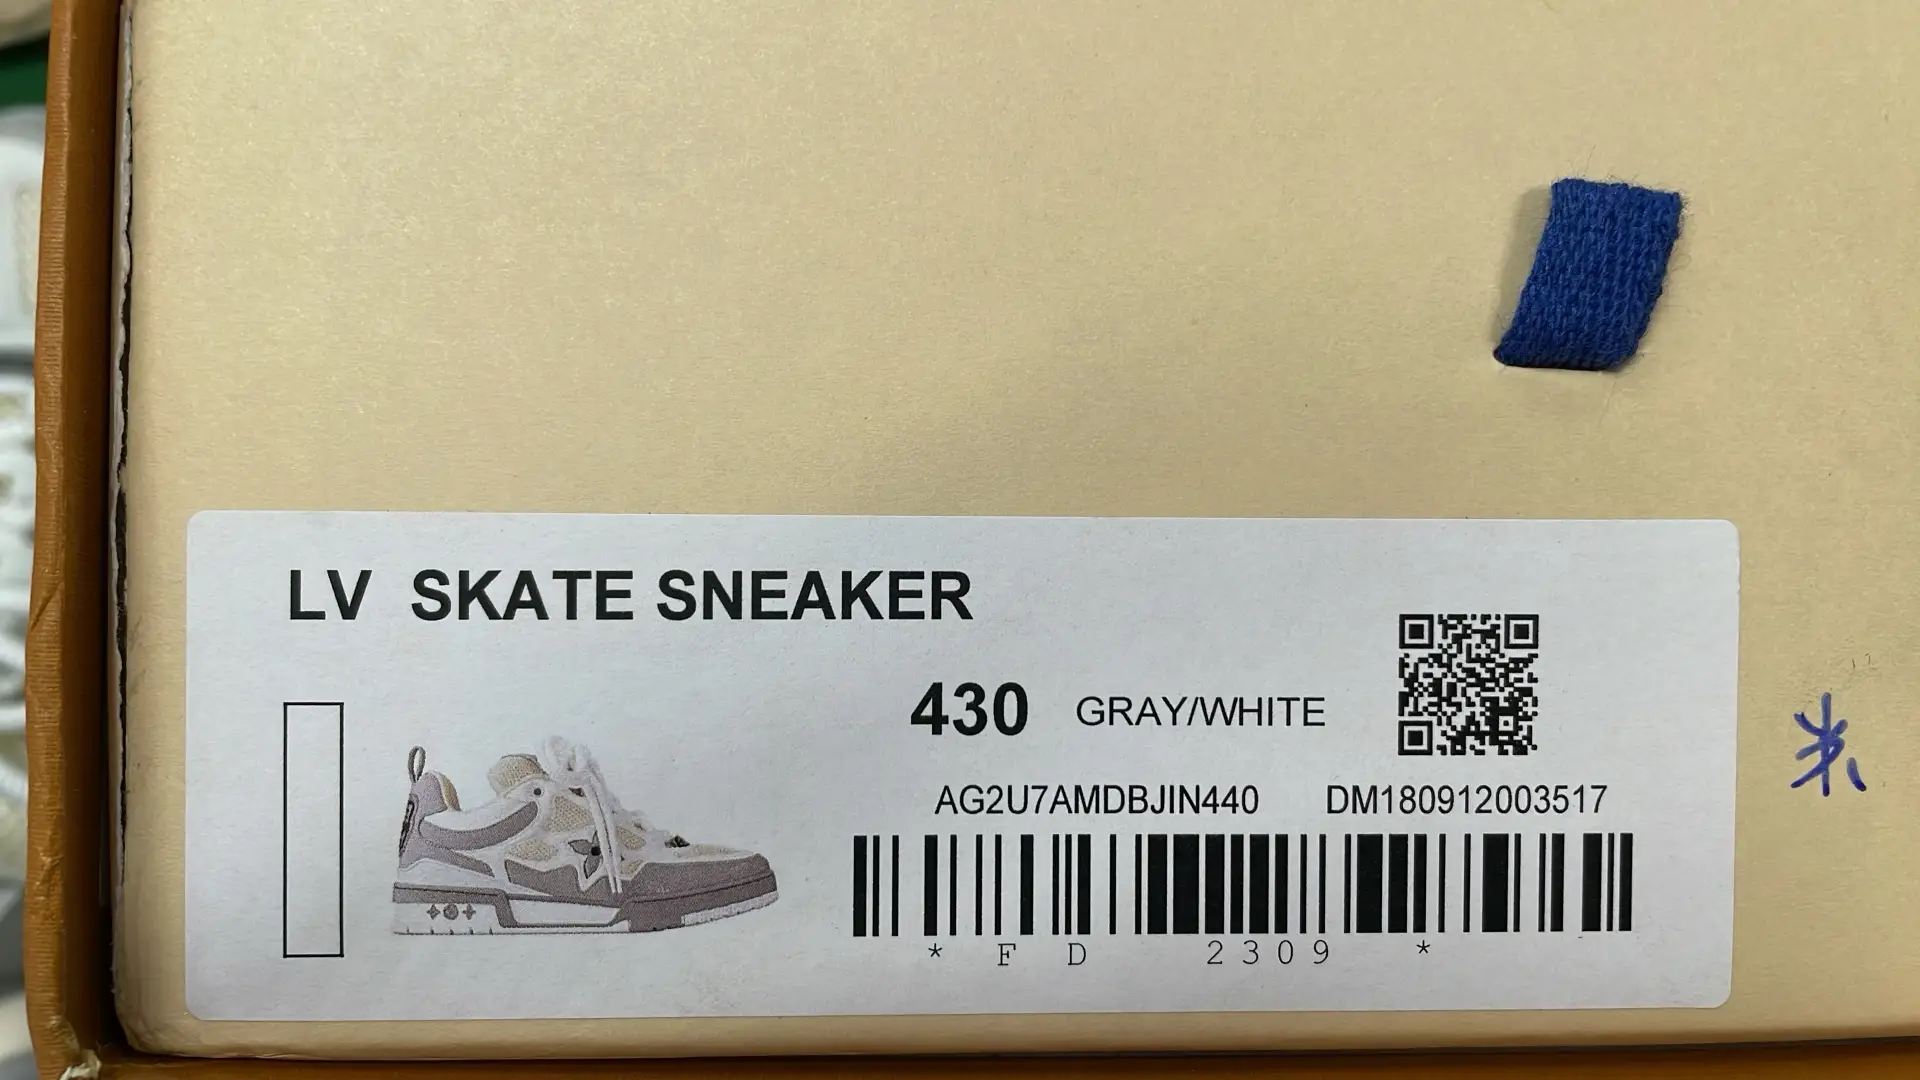 LV SKATE SNEAKER
430 GRAY/WHITE
AG2U7AMDBJIN440 DM180912003517
* F D 2309 *